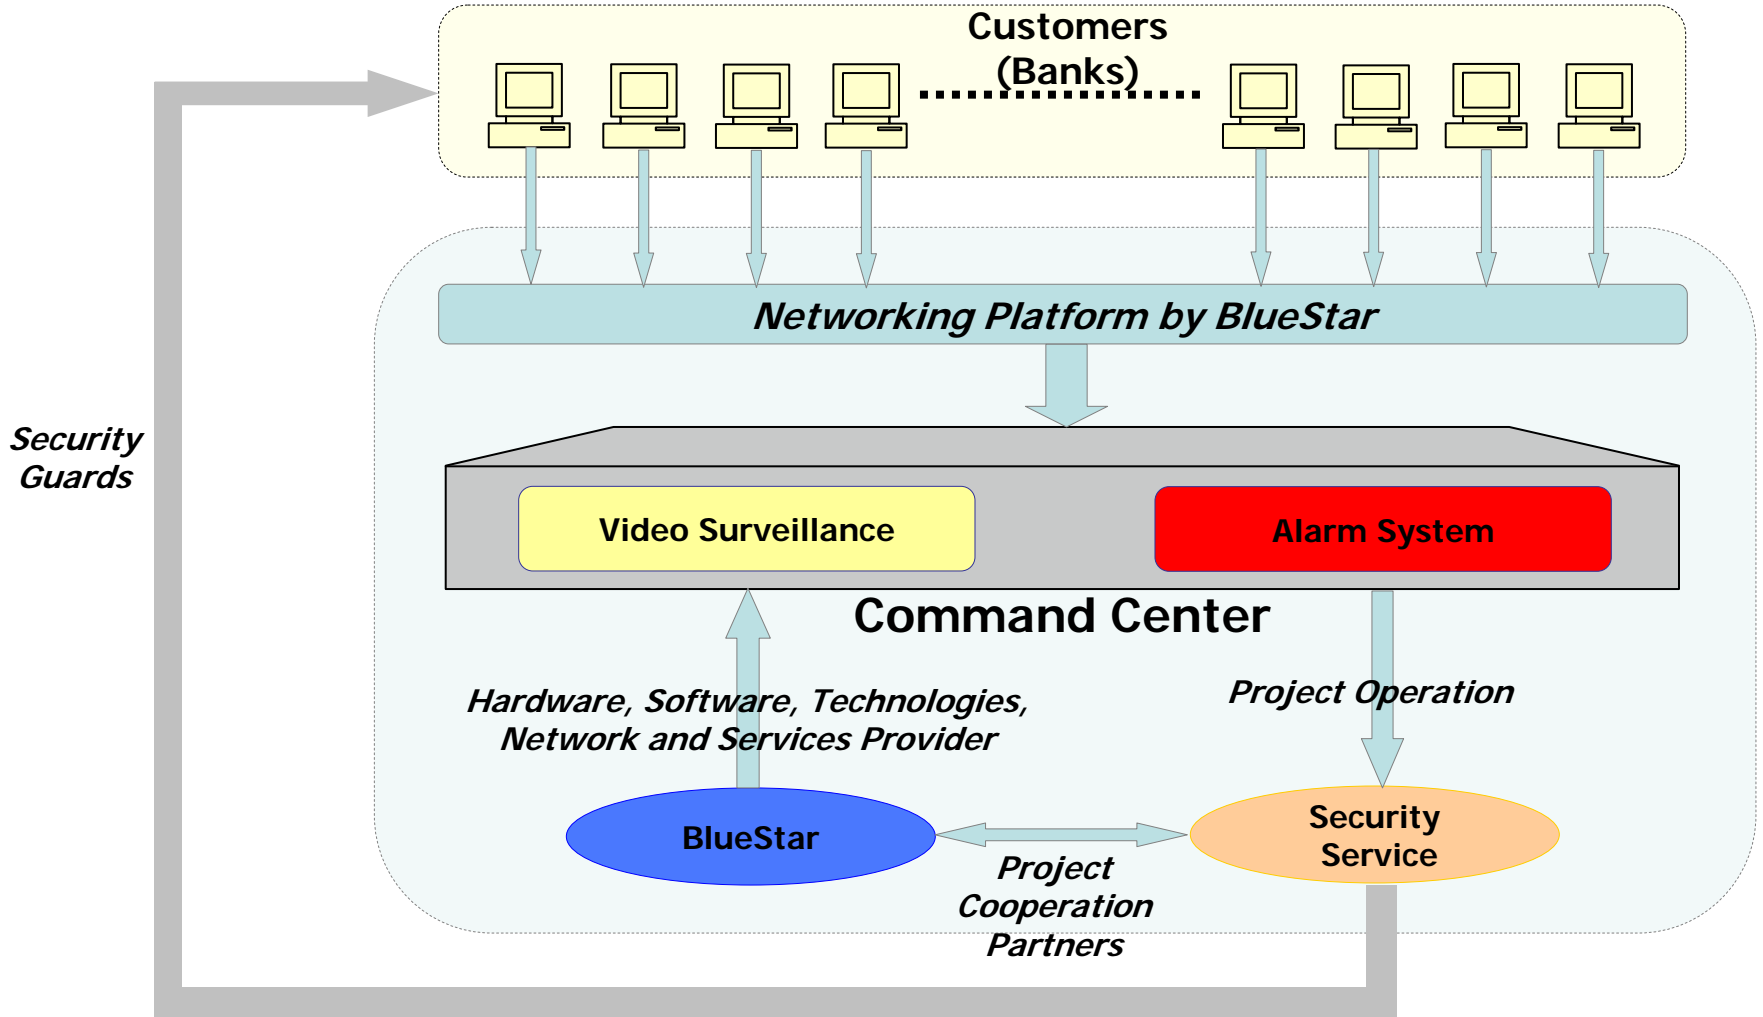 Customers
(Banks)
Networking Platform by BlueStar
Security
Guards
Video Surveillance
Alarm System
Command Center
Hardware, Software, Technologies,
Network and Services Provider
Project Operation
BlueStar
Security
Service
Project
Cooperation
Partners